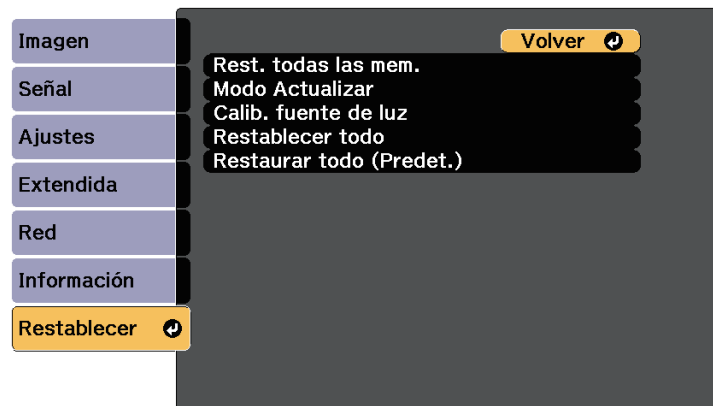 Imagen
Señal
Ajustes
Extendida
Red
Información
Restablecer
Volver
Rest. todas las mem.
Modo Actualizar
Calib. fuente de luz
Restablecer todo
Restaurar todo (Predet.)